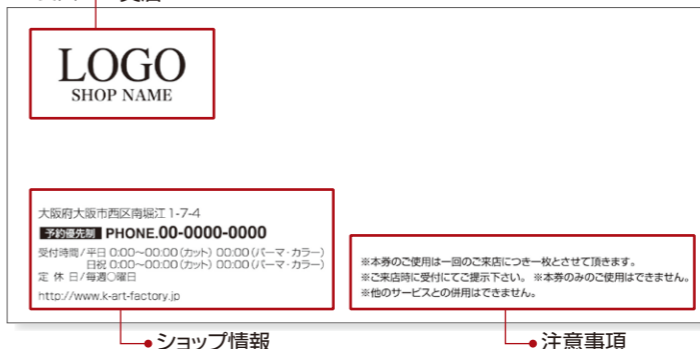 LOGO
SHOP NAME
大阪府大阪市西区南堀江 1-7-4
予約優先制 PHONE.00-0000-0000
受付時間/平日 0:00〜00:00(カット) 00:00(パーマ・カラー)
日祝 0:00〜00:00(カット) 00:00(パーマ・カラー)
定 休 日/毎週○曜日
http://www.k-art-factory.jp
※本券のご使用は一回のご来店につき一枚とさせて頂きます。
※ご来店時に受付にてご提示下さい。 ※本券のみのご使用はできません。
※他のサービスとの併用はできません。
ショップ情報
注意事項